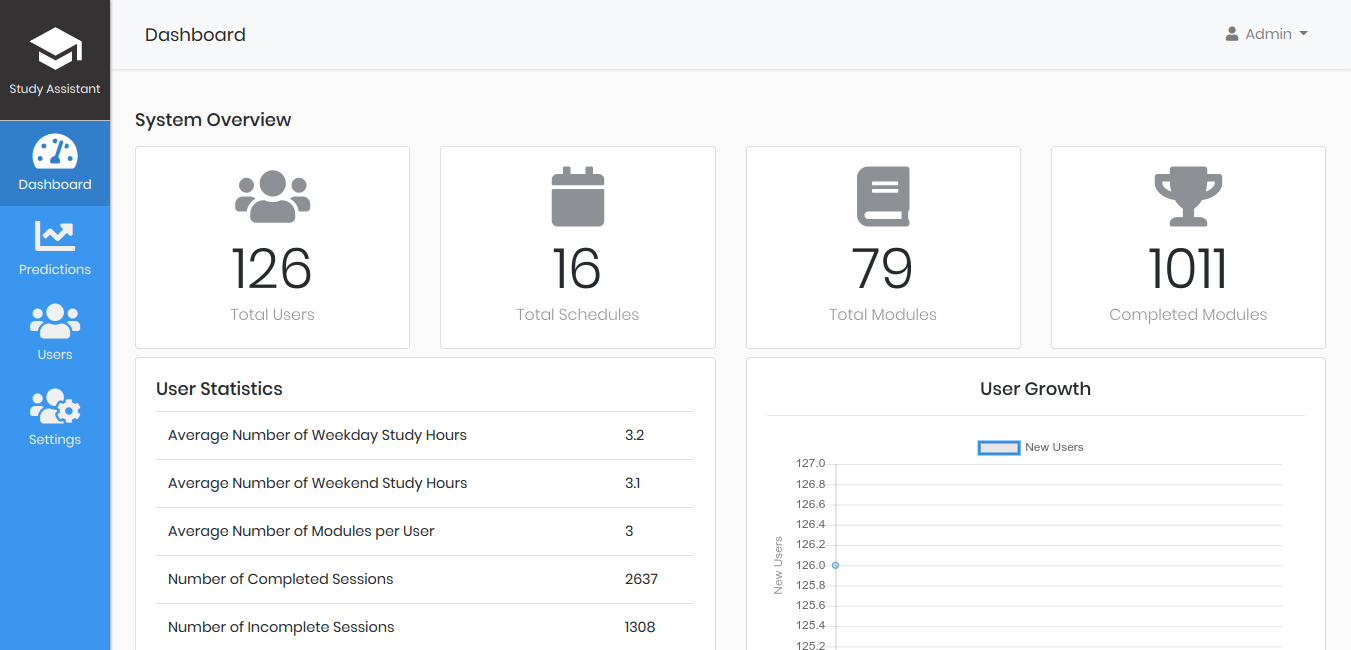 Study Assistant
Dashboard
Predictions
Users
Settings
Dashboard
Admin
System Overview
126
Total Users
16
Total Schedules
79
Total Modules
1011
Completed Modules
User Statistics
Average Number of Weekday Study Hours 3.2
Average Number of Weekend Study Hours 3.1
Average Number of Modules per User 3
Number of Completed Sessions 2637
Number of Incomplete Sessions 1308
User Growth
New Users
127.0
126.8
126.6
126.4
126.2
126.0
125.8
125.6
125.4
125.2
New Users